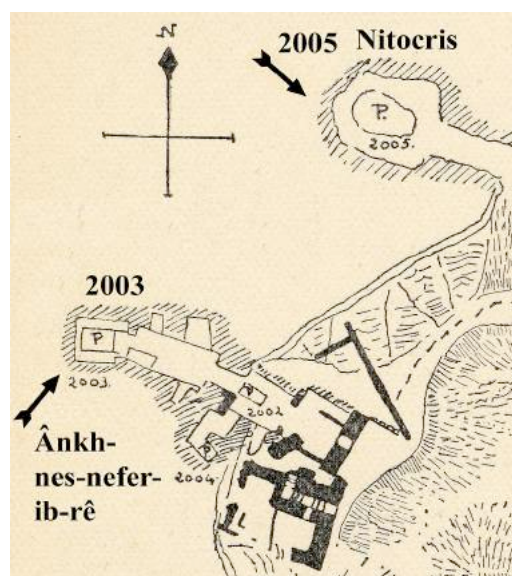 N
2005 Nitocris
P.
2005.
2003
P
2003.
P
2002
P
2004.
Ânkh-
nes-nefer-
ib-rê
L